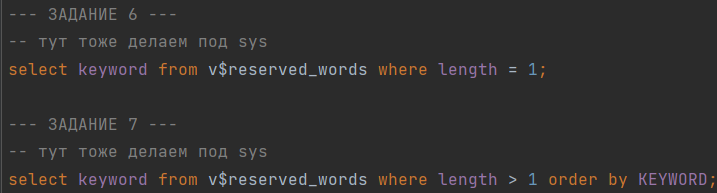 --- ЗАДАНИЕ 6 ---
-- тут тоже делаем под sys
select keyword from v$reserved_words where length = 1;
--- ЗАДАНИЕ 7 ---
-- тут тоже делаем под sys
select keyword from v$reserved_words where length > 1 order by KEYWORD;